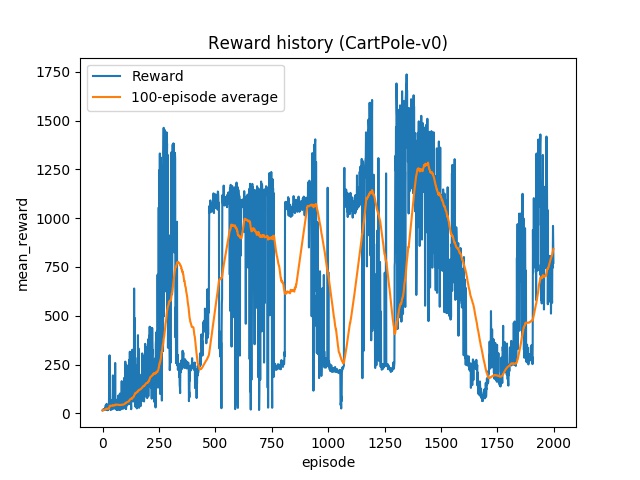 Reward history (CartPole-v0)
Reward
100-episode average
mean_reward
1750
1500
1250
1000
750
500
250
0
0 250 500 750 1000 1250 1500 1750 2000
episode